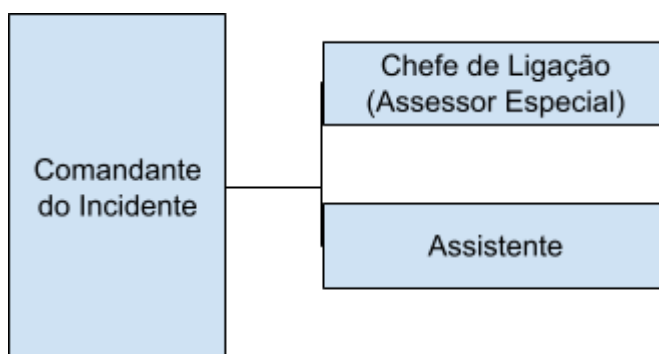 Comandante
do Incidente
Chefe de Ligação
(Assessor Especial)
Assistente